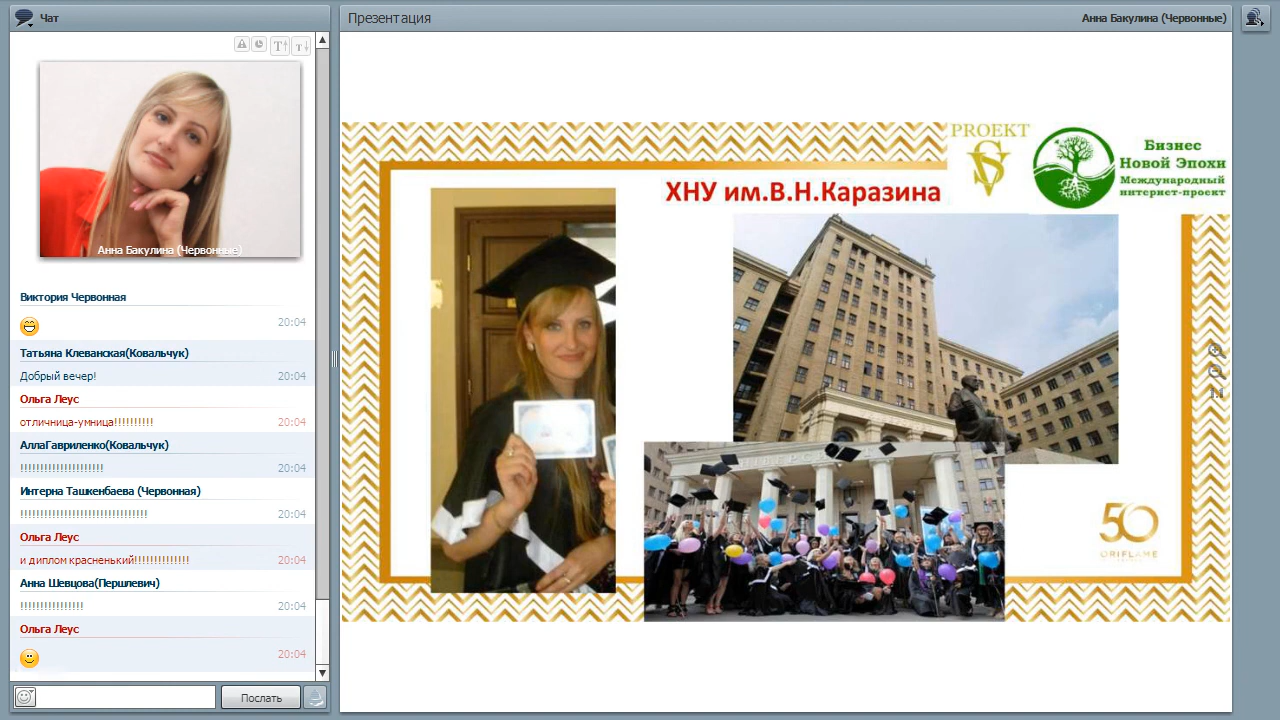 Чат
Анна Бакулина (Червонные)
Виктория Червонная
20:04
Татьяна Клеванская(Ковальчук)
Добрый вечер!
20:04
Ольга Леус
отличница-умница!!!!!!!!!!
20:04
АллаГавриленко(Ковальчук)
!!!!!!!!!!!!!!!!!!!!!
20:04
Интерна Ташкенбаева (Червонная)
!!!!!!!!!!!!!!!!!!!!!!!!!!!!!!!!
20:04
Ольга Леус
и диплом красненький!!!!!!!!!!!!!!
20:04
Анна Шевцова(Першлевич)
!!!!!!!!!!!!!!!!
20:04
Ольга Леус
20:04
Послать
Презентация
Анна Бакулина (Червонные)
PROEKT
Бизнес
Новой Эпохи
Международный
интернет-проект
ХНУ им.В.Н.Каразина
50
ORIFLAME